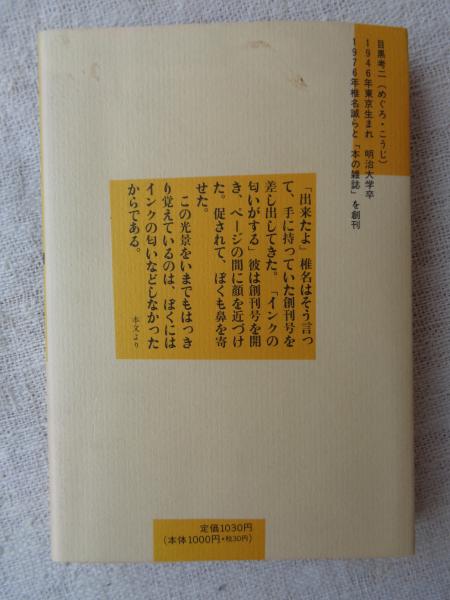 目黒考二（めぐろ・こうじ）
1946年東京生まれ　明治大学卒
1976年椎名誠らと「本の雑誌」を創刊
「出来たよ」椎名はそう言っ
て、手に持っていた創刊号を
差し出してきた。「インクの
匂いがする」彼は創刊号を開
き、ページの間に顔を近づけ
た。促されて、ぼくも鼻を寄
せた。
　この光景をいまでもはっき
り覚えているのは、ぼくには
インクの匂いなどしなかった
からである。
本文より
定価1030円
（本体1000円・税30円）